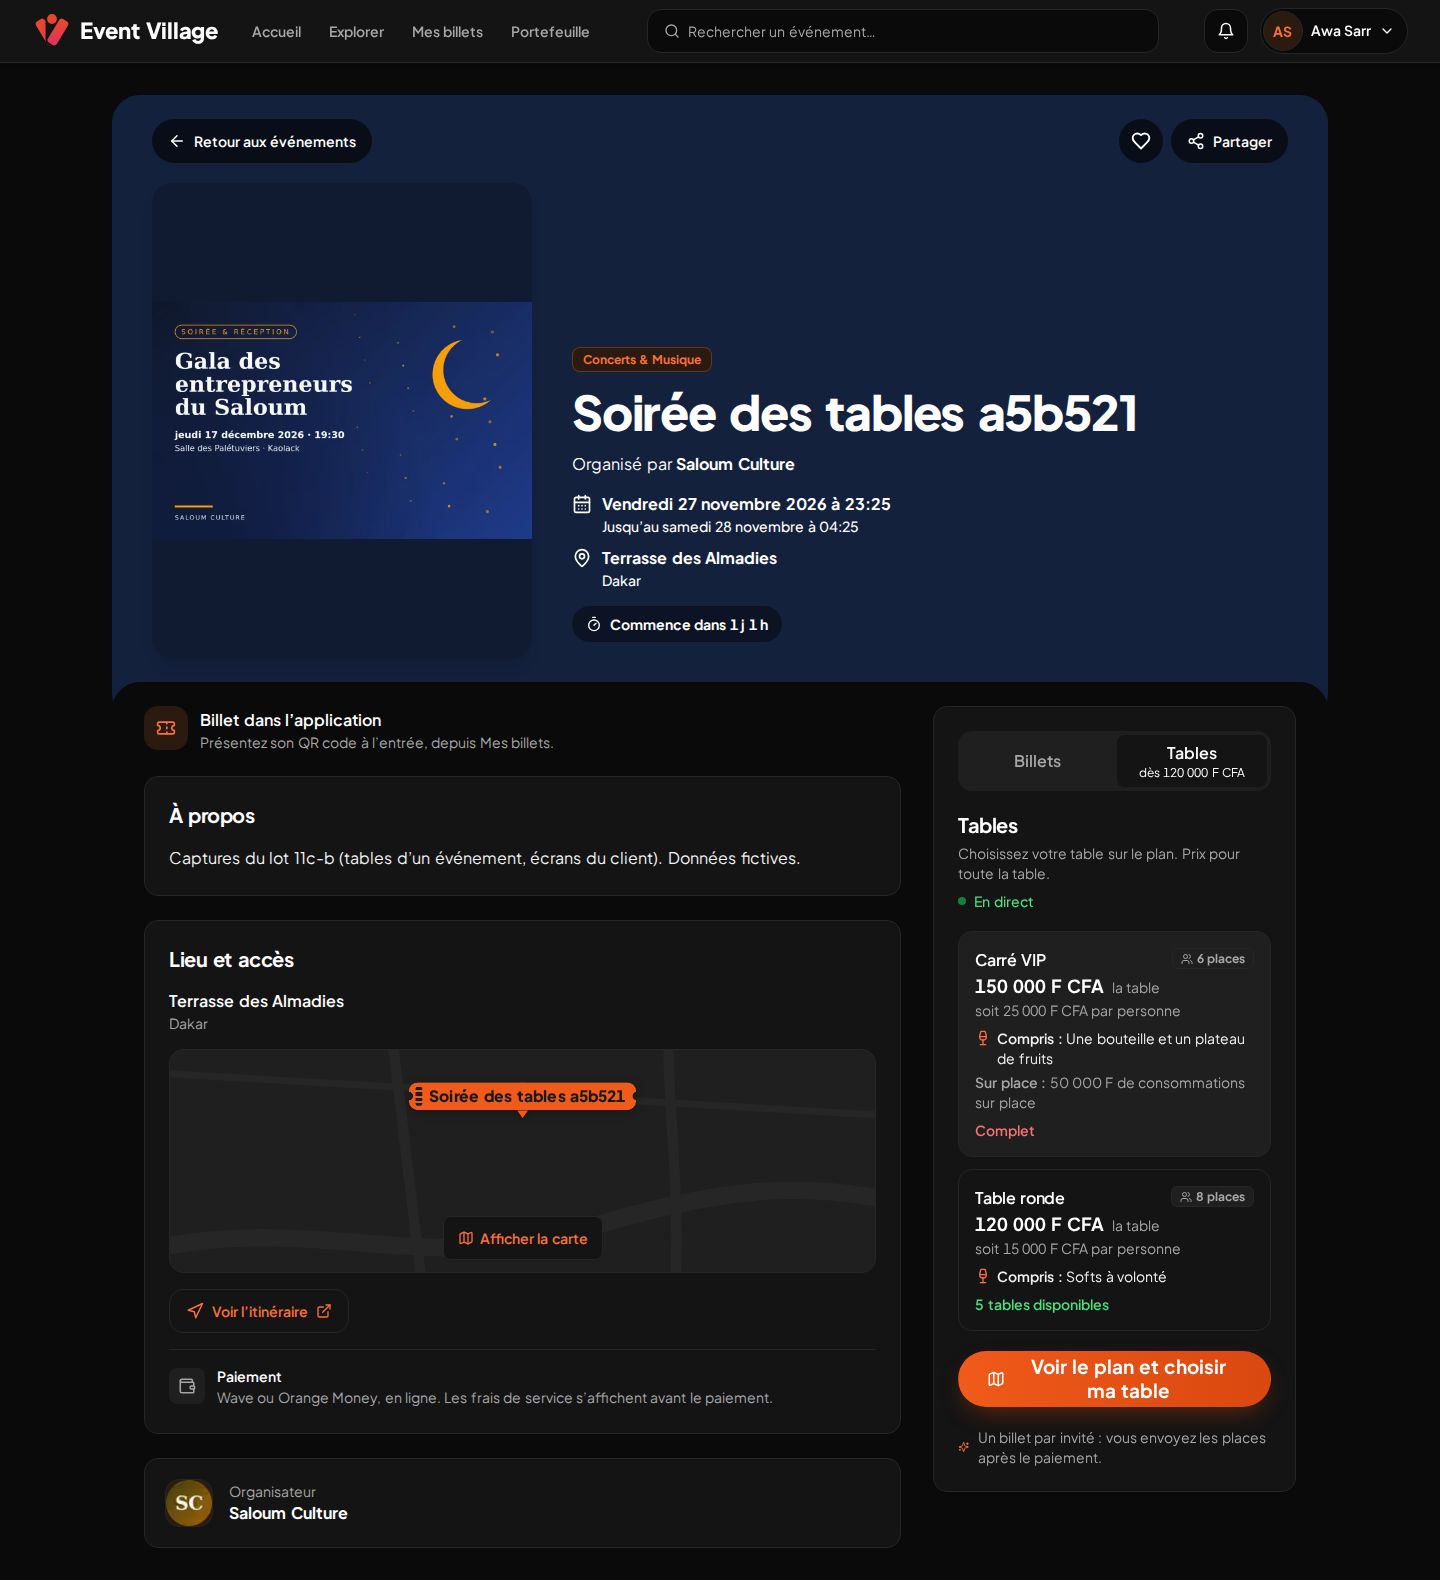 Event Village
Accueil
Explorer
Mes billets
Portefeuille
Rechercher un événement…
AS
Awa Sarr
Retour aux événements
Partager
SOIRÉE & RÉCEPTION
Gala des
entrepreneurs
du Saloum
jeudi 17 décembre 2026 · 19:30
Salle des Palétuviers · Kaolack
SALOUM CULTURE
Concerts & Musique
Soirée des tables a5b521
Organisé par Saloum Culture
Vendredi 27 novembre 2026 à 23:25
Jusqu’au samedi 28 novembre à 04:25
Terrasse des Almadies
Dakar
Commence dans 1 j 1 h
Billet dans l’application
Présentez son QR code à l’entrée, depuis Mes billets.
À propos
Captures du lot 11c-b (tables d’un événement, écrans du client). Données fictives.
Lieu et accès
Terrasse des Almadies
Dakar
Soirée des tables a5b521
Afficher la carte
Voir l’itinéraire
Paiement
Wave ou Orange Money, en ligne. Les frais de service s’affichent avant le paiement.
SC
Organisateur
Saloum Culture
Billets
Tables
dès 120 000 F CFA
Tables
Choisissez votre table sur le plan. Prix pour
toute la table.
En direct
Carré VIP
6 places
150 000 F CFA la table
soit 25 000 F CFA par personne
Compris : Une bouteille et un plateau
de fruits
Sur place : 50 000 F de consommations
sur place
Complet
Table ronde
8 places
120 000 F CFA la table
soit 15 000 F CFA par personne
Compris : Softs à volonté
5 tables disponibles
Voir le plan et choisir
ma table
Un billet par invité : vous envoyez les places
après le paiement.